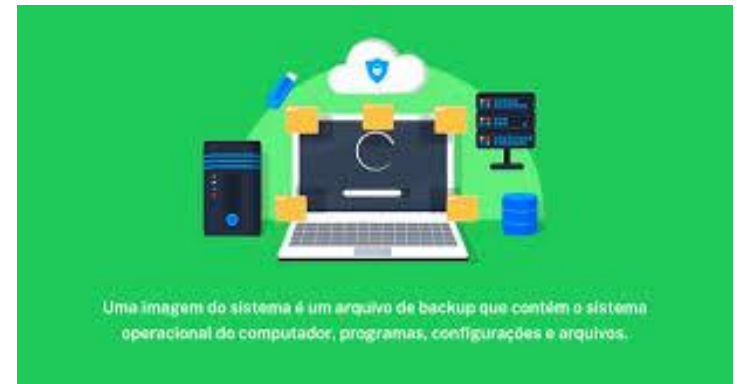 Uma imagem do sistema é um arquivo de backup que contém o sistema
operacional do computador, programas, configurações e arquivos.